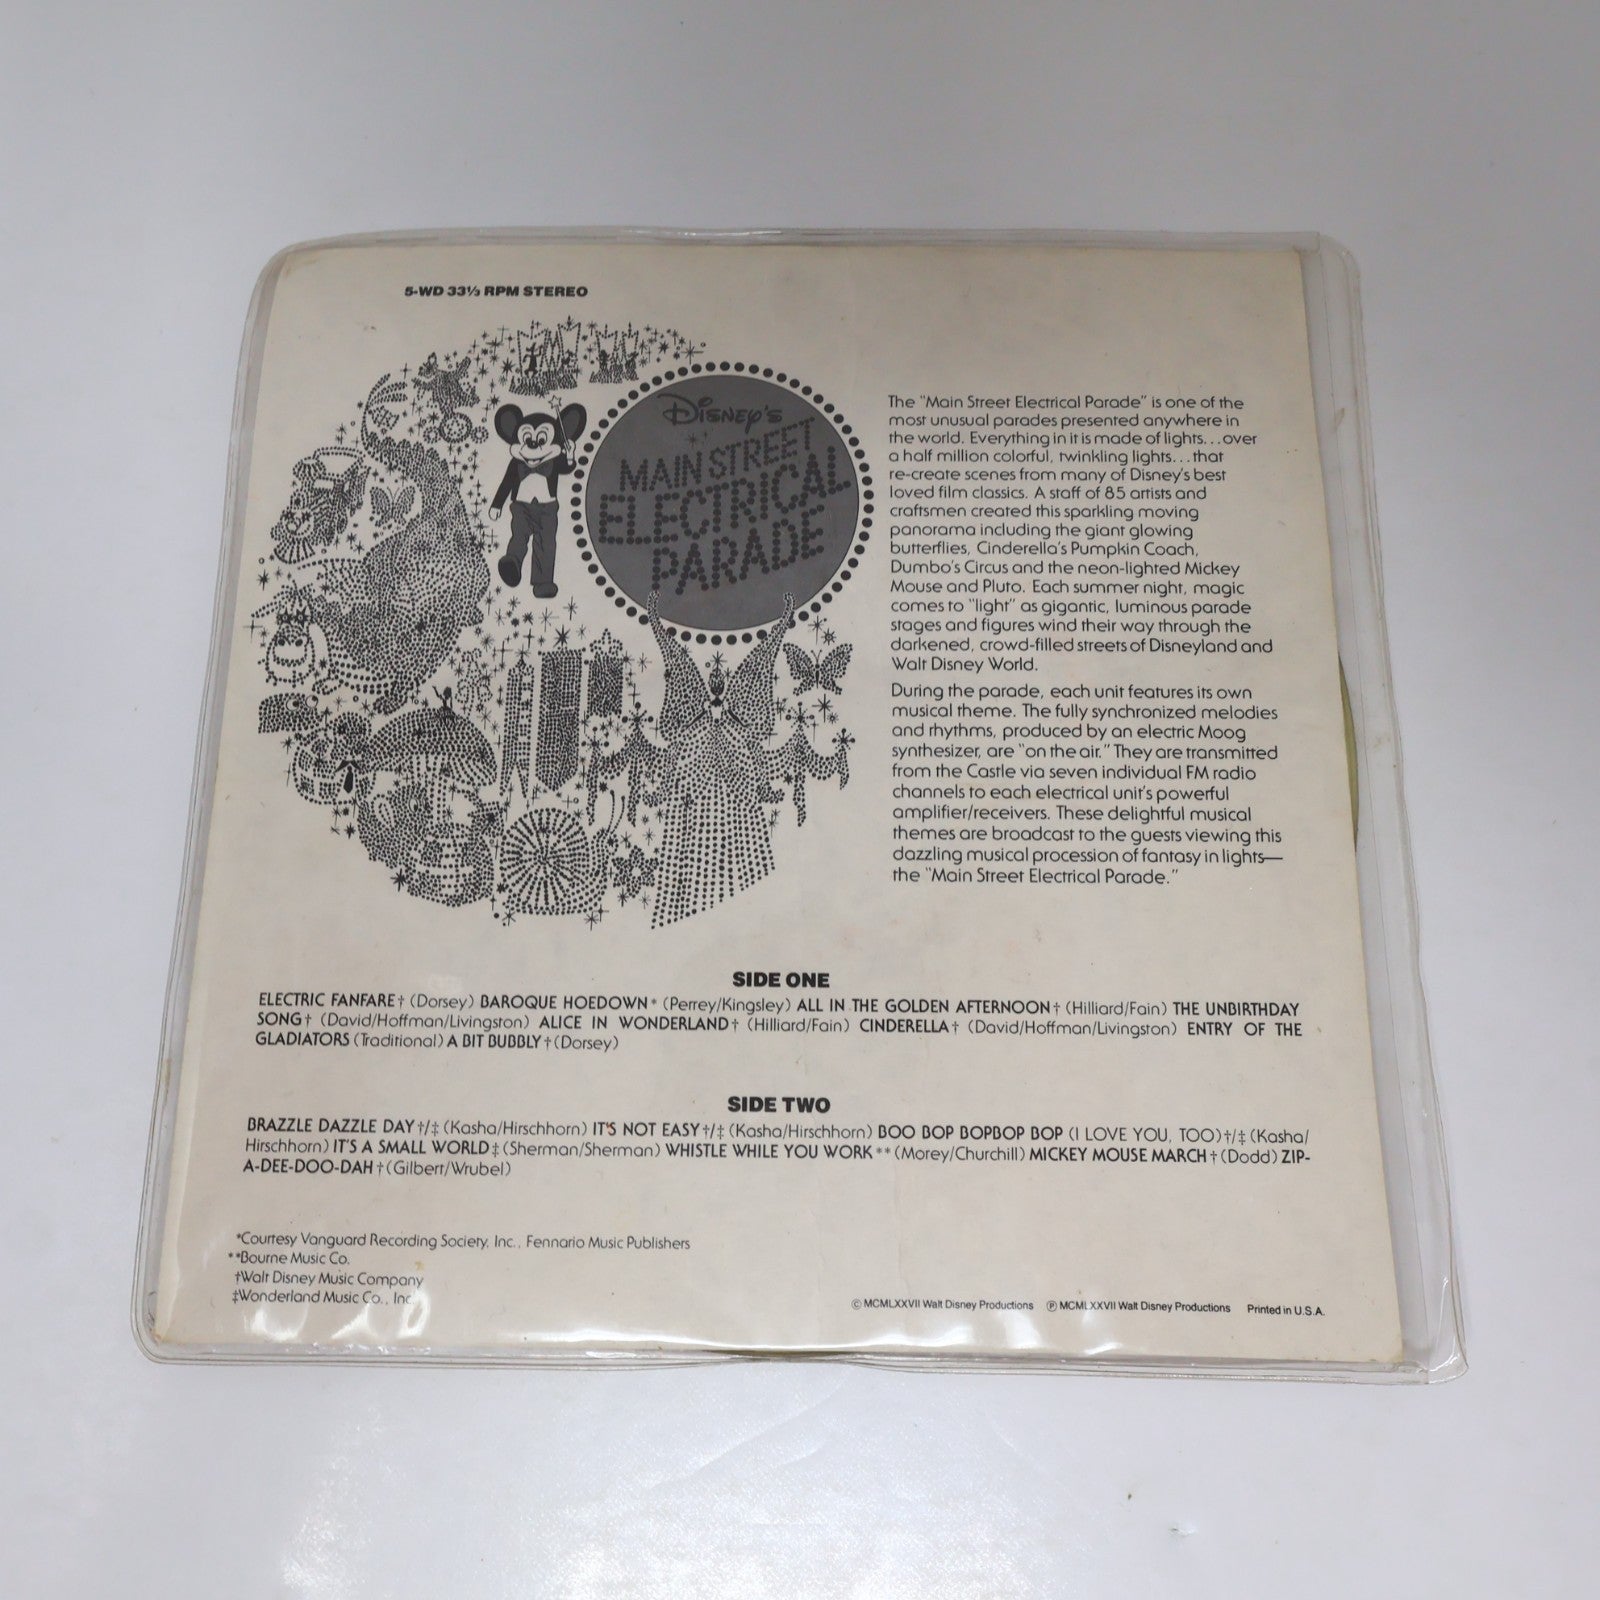 5-WD 33⅓ RPM STEREO
DISNEY'S
MAIN STREET
ELECTRICAL
PARADE
The "Main Street Electrical Parade" is one of the
most unusual parades presented anywhere in
the world. Everything in it is made of lights...over
a half million colorful, twinkling lights...that
re-create scenes from many of Disney's best
loved film classics. A staff of 85 artists and
craftsmen created this sparkling moving
panorama including the giant glowing
butterflies, Cinderella's Pumpkin Coach,
Dumbo's Circus and the neon-lighted Mickey
Mouse and Pluto. Each summer night, magic
comes to "light" as gigantic, luminous parade
stages and figures wind their way through the
darkened, crowd-filled streets of Disneyland and
Walt Disney World.
During the parade, each unit features its own
musical theme. The fully synchronized melodies
and rhythms, produced by an electric Moog
synthesizer, are "on the air." They are transmitted
from the Castle via seven individual FM radio
channels to each electrical unit's powerful
amplifier/receivers. These delightful musical
themes are broadcast to the guests viewing this
dazzling musical procession of fantasy in lights—
the "Main Street Electrical Parade."
SIDE ONE
ELECTRIC FANFARE† (Dorsey) BAROQUE HOEDOWN* (Perrey/Kingsley) ALL IN THE GOLDEN AFTERNOON† (Hilliard/Fain) THE UNBIRTHDAY
SONG† (David/Hoffman/Livingston) ALICE IN WONDERLAND† (Hilliard/Fain) CINDERELLA† (David/Hoffman/Livingston) ENTRY OF THE
GLADIATORS (Traditional) A BIT BUBBLY† (Dorsey)
SIDE TWO
BRAZZLE DAZZLE DAY†/‡ (Kasha/Hirschhorn) IT'S NOT EASY†/‡ (Kasha/Hirschhorn) BOO BOP BOPBOP BOP (I LOVE YOU, TOO)†/‡ (Kasha/
Hirschhorn) IT'S A SMALL WORLD‡ (Sherman/Sherman) WHISTLE WHILE YOU WORK** (Morey/Churchill) MICKEY MOUSE MARCH† (Dodd) ZIP-
A-DEE-DOO-DAH† (Gilbert/Wrubel)
*Courtesy Vanguard Recording Society, Inc., Fennario Music Publishers
**Bourne Music Co.
†Walt Disney Music Company
‡Wonderland Music Co., Inc.
© MCMLXXVII Walt Disney Productions ℗ MCMLXXVII Walt Disney Productions Printed in U.S.A.